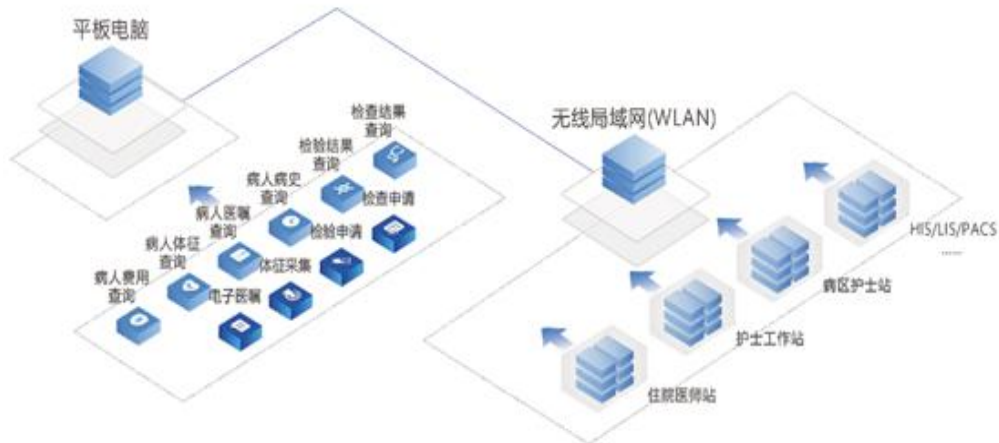 平板电脑
检查结果
查询
检验结果
查询
检查申请
病人病史
查询
检验申请
病人医嘱
查询
体征采集
病人体征
查询
电子医嘱
病人费用
查询
无线局域网(WLAN)
HIS/LIS/PACS
......
病区护士站
护士工作站
住院医师站